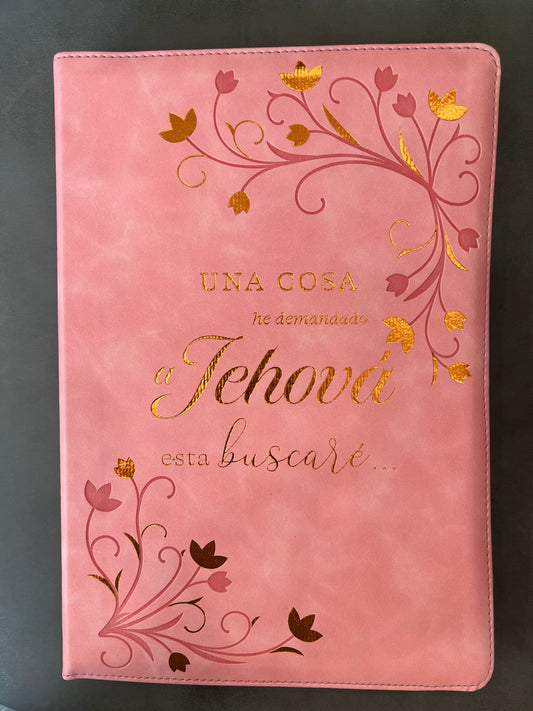 UNA COSA
he demandado
a Jehová
esta buscaré...